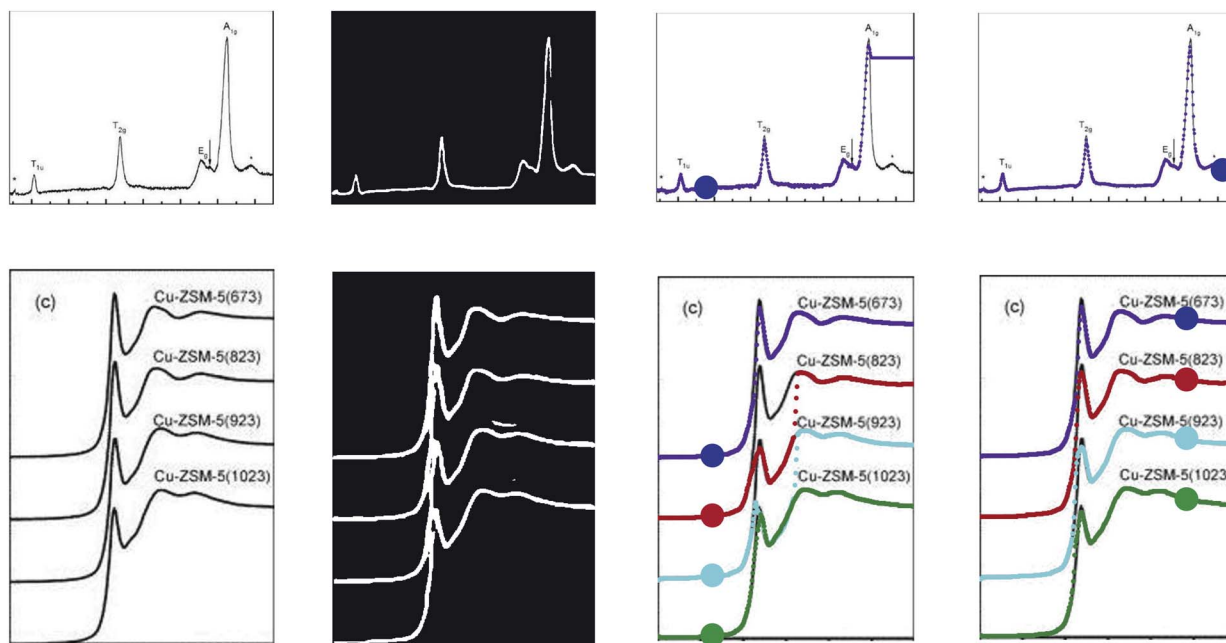 A1g
T2g
T1u
Eg
*
*
A1g
T2g
T1u
Eg
*
*
A1g
T2g
T1u
Eg
*
(c)
Cu-ZSM-5(673)
Cu-ZSM-5(823)
Cu-ZSM-5(923)
Cu-ZSM-5(1023)
(c)
Cu-ZSM-5(673)
Cu-ZSM-5(823)
Cu-ZSM-5(923)
Cu-ZSM-5(1023)
(c)
Cu-ZSM-5(673)
Cu-ZSM-5(823)
Cu-ZSM-5(923)
Cu-ZSM-5(1023